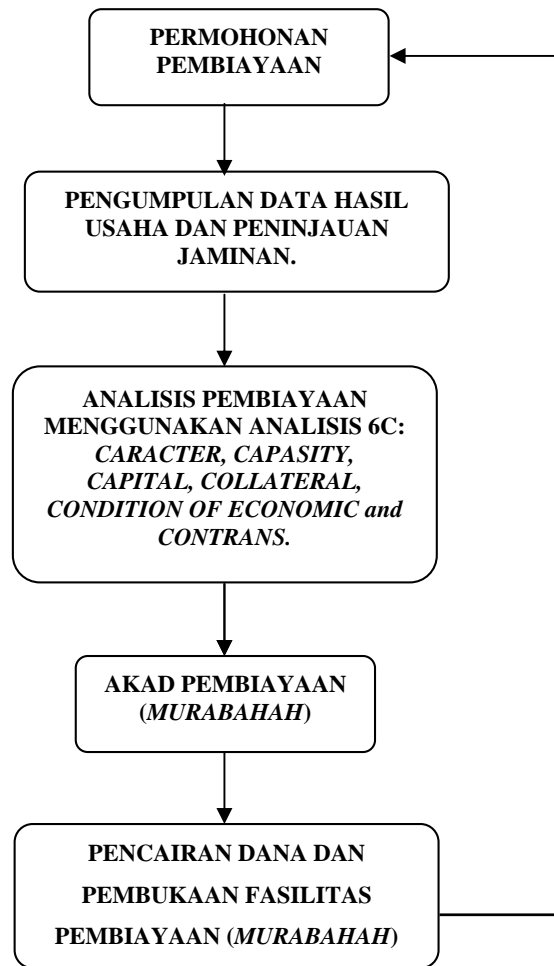 PERMOHONAN
PEMBIAYAAN
PENGUMPULAN DATA HASIL
USAHA DAN PENINJAUAN
JAMINAN.
ANALISIS PEMBIAYAAN
MENGGUNAKAN ANALISIS 6C:
CARACTER, CAPASITY,
CAPITAL, COLLATERAL,
CONDITION OF ECONOMIC and
CONTRANS.
AKAD PEMBIAYAAN
(MURABAHAH)
PENCAIRAN DANA DAN
PEMBUKAAN FASILITAS
PEMBIAYAAN (MURABAHAH)